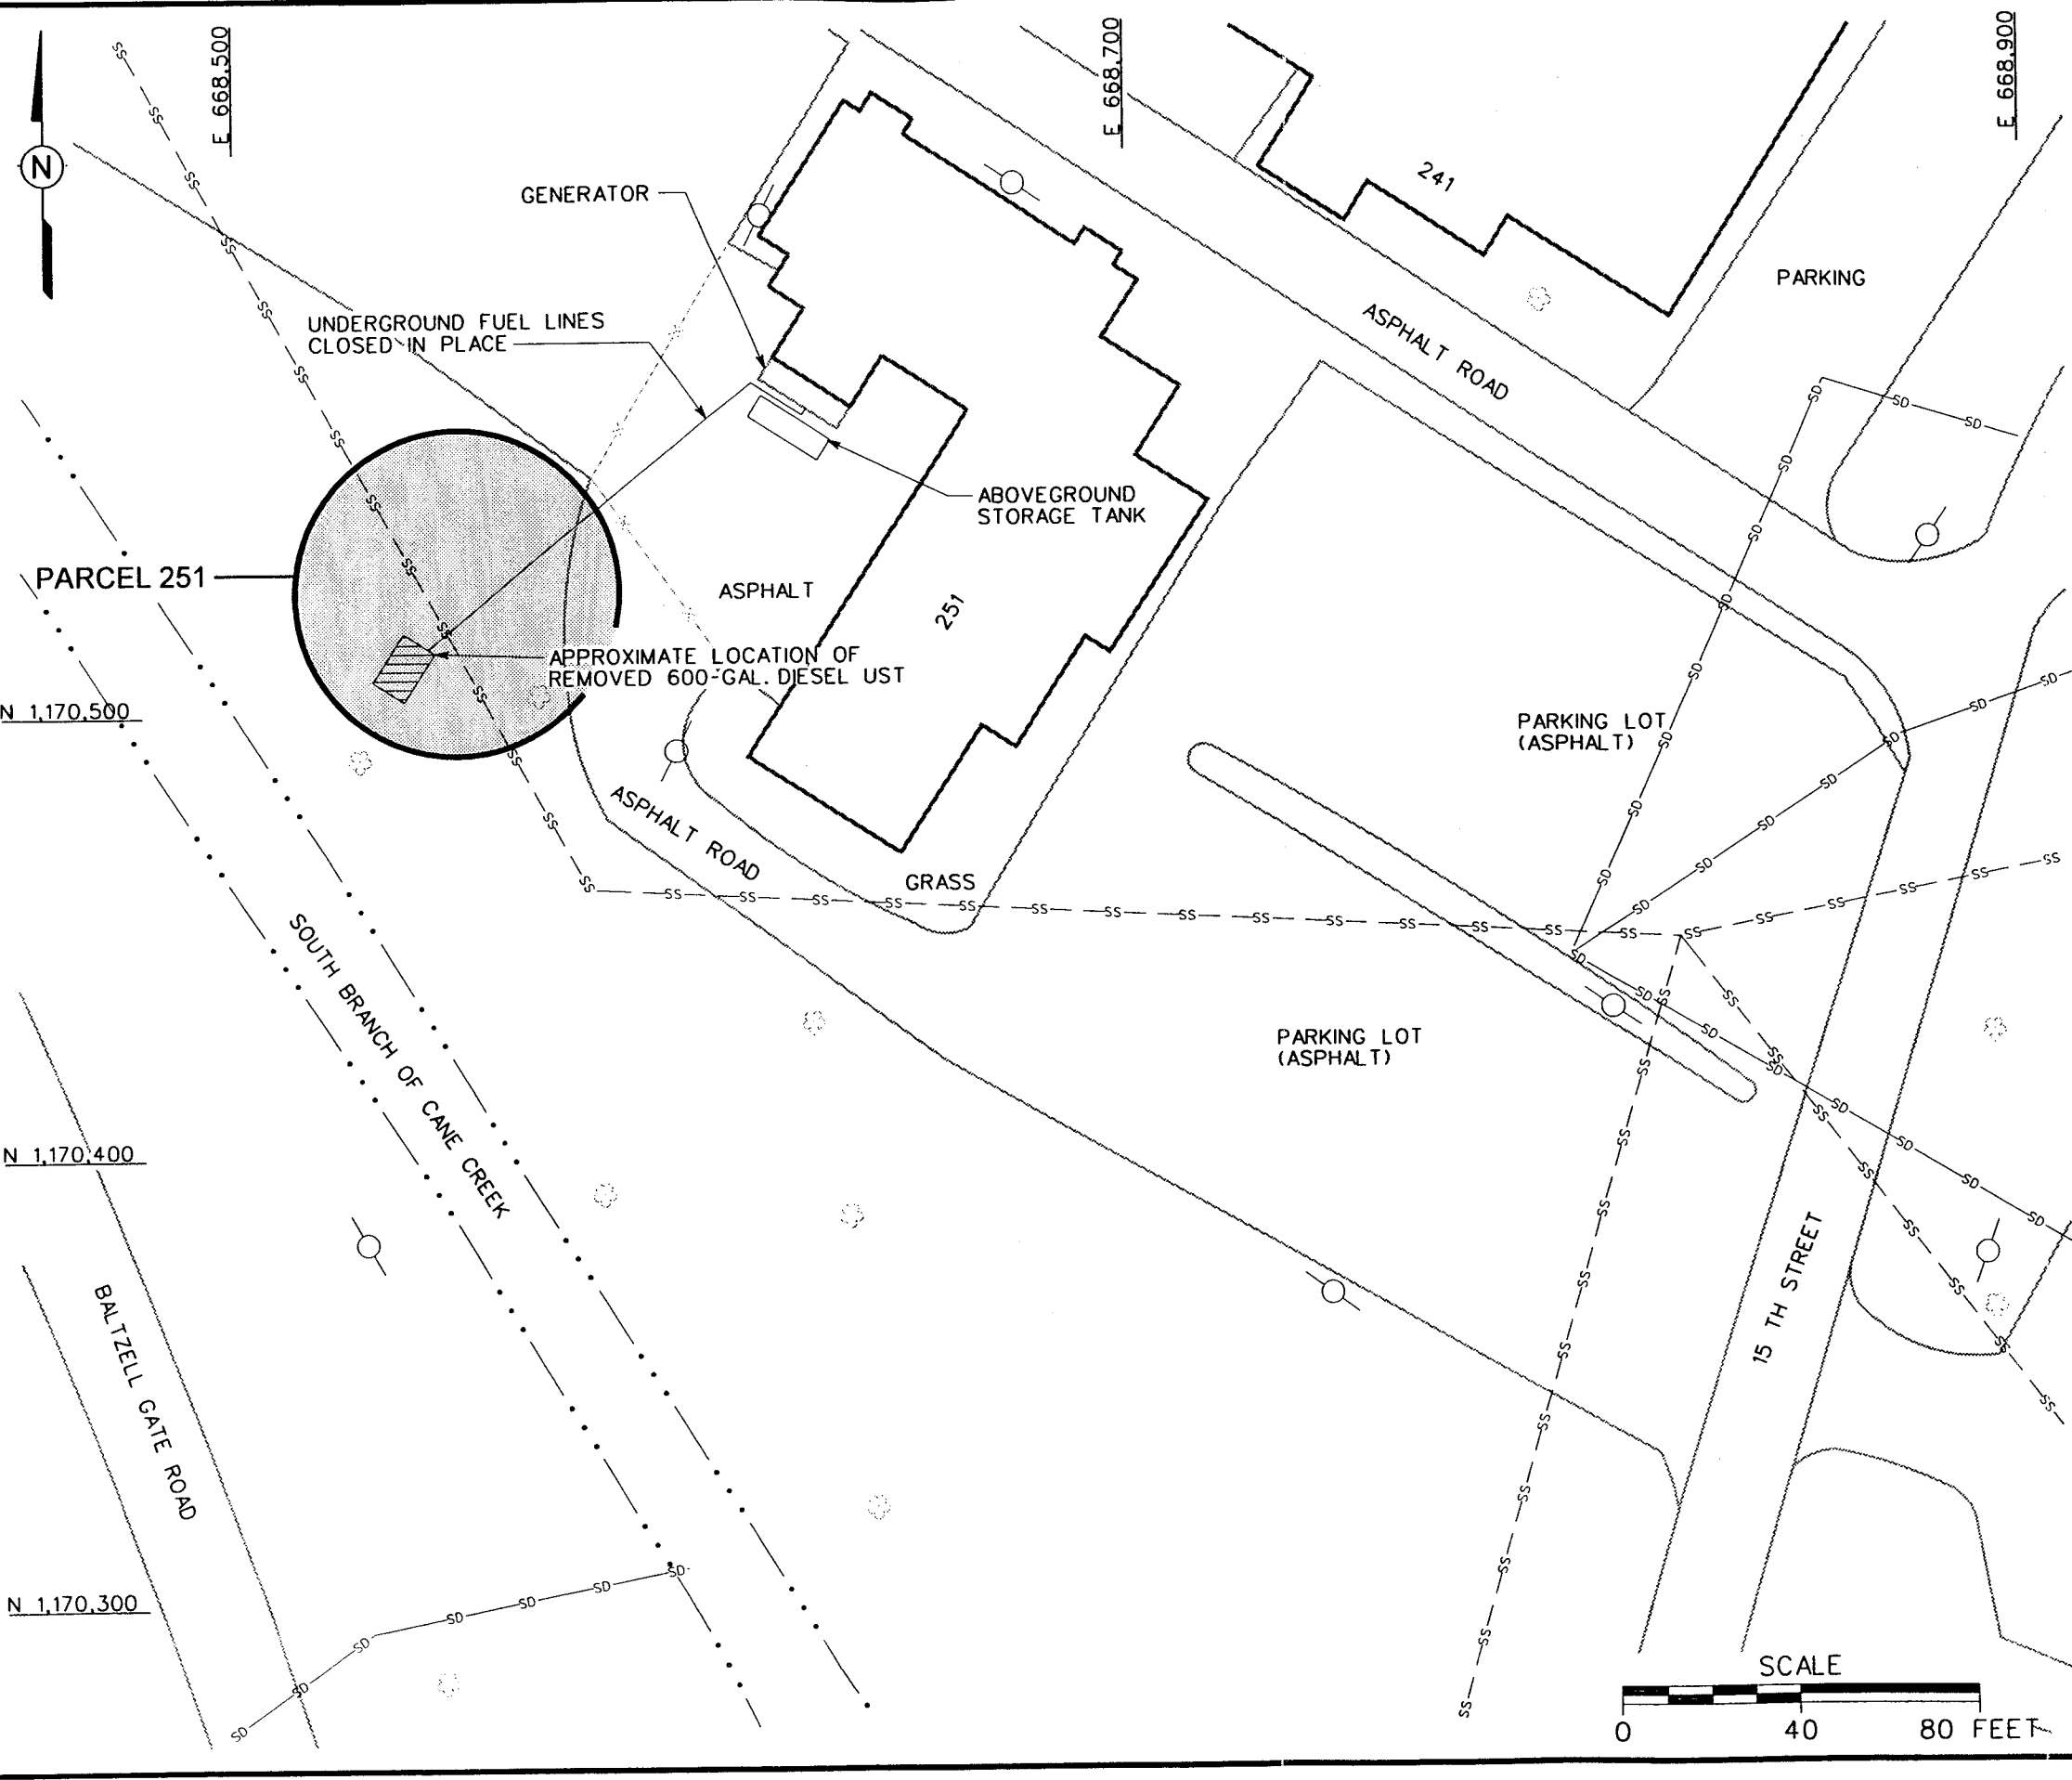 E 668,500
E 668,700
E 668,900
N
GENERATOR
241
PARKING
UNDERGROUND FUEL LINES
CLOSED IN PLACE
ASPHALT ROAD
ABOVEGROUND
STORAGE TANK
PARCEL 251
ASPHALT
251
APPROXIMATE LOCATION OF
REMOVED 600-GAL. DIESEL UST
N 1,170,500
PARKING LOT
(ASPHALT)
ASPHALT ROAD
GRASS
SOUTH BRANCH OF CANE CREEK
PARKING LOT
(ASPHALT)
N 1,170,400
BALTZELL GATE ROAD
15 TH STREET
N 1,170,300
SCALE
0 40 80 FEET
SS
SD